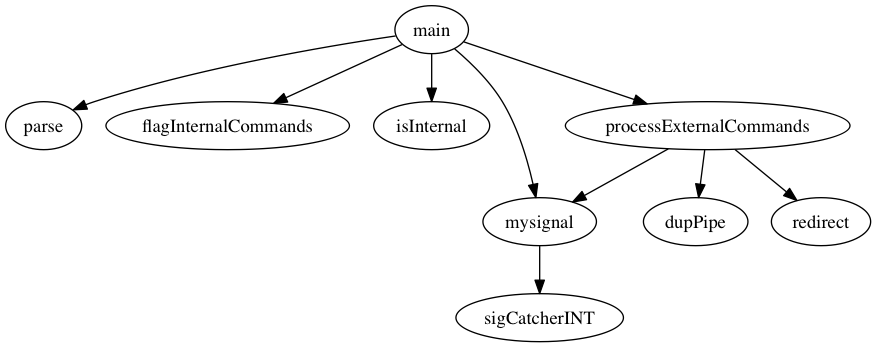 main
parse
flagInternalCommands
isInternal
processExternalCommands
mysignal
dupPipe
redirect
sigCatcherINT